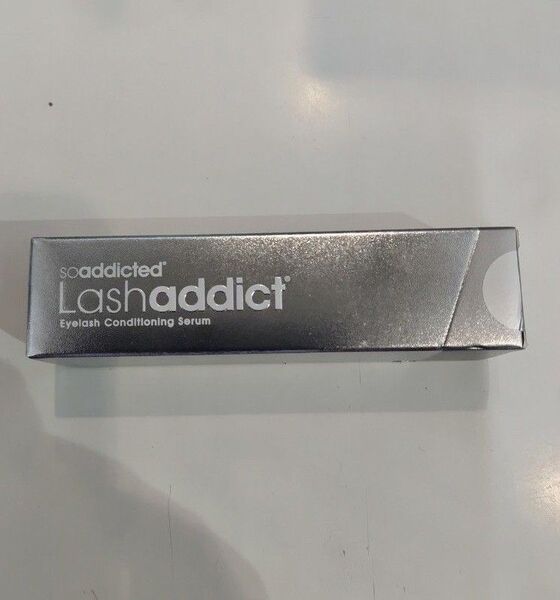 soaddicted®
Lashaddict®
Eyelash Conditioning Serum